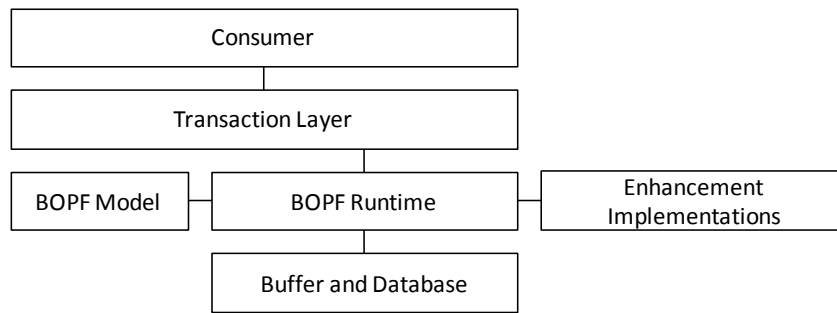 Consumer
Transaction Layer
BOPF Model
BOPF Runtime
Enhancement
Implementations
Buffer and Database